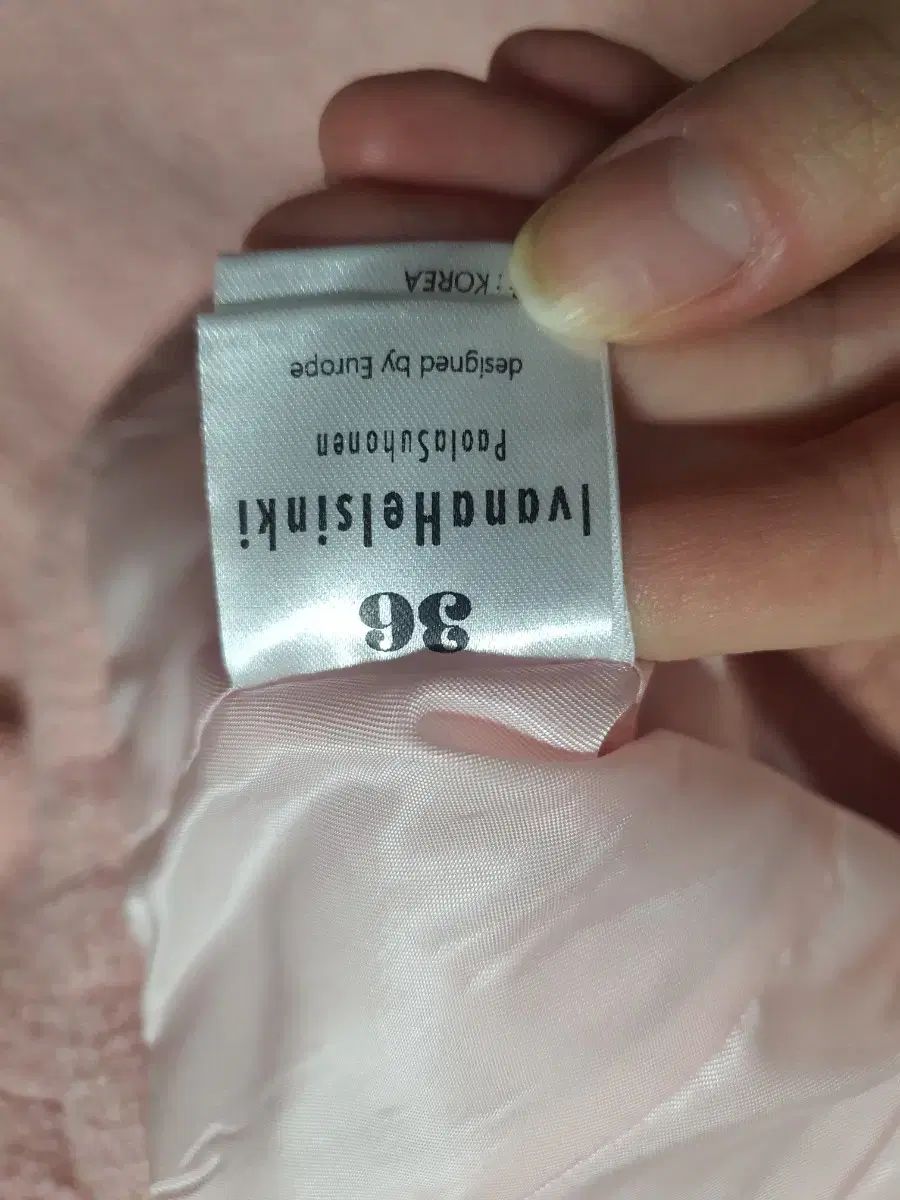 36
IvanaHelsinki
PaolaSuhonen
designed by Europe
: KOREA